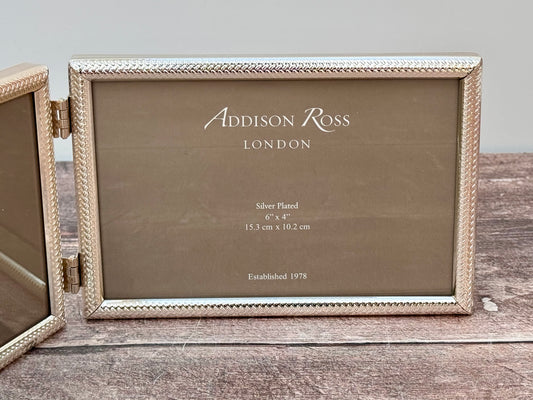 ADDISON ROSS
LONDON
Silver Plated
6" x 4"
15.3 cm x 10.2 cm
Established 1978